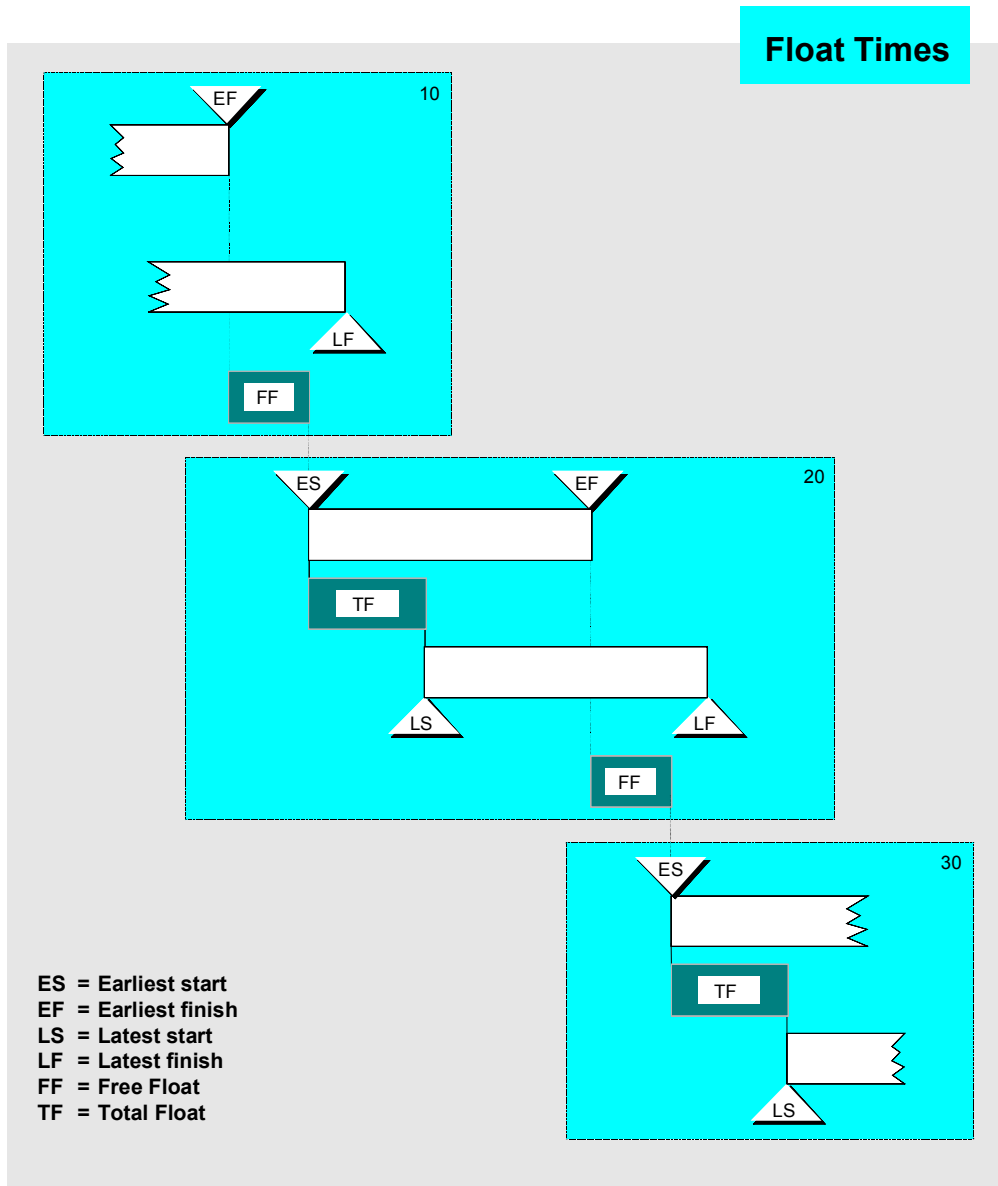 Float Times
10
EF
LF
FF
20
ES EF
TF
LS LF
FF
30
ES
TF
LS
ES = Earliest start
EF = Earliest finish
LS = Latest start
LF = Latest finish
FF = Free Float
TF = Total Float